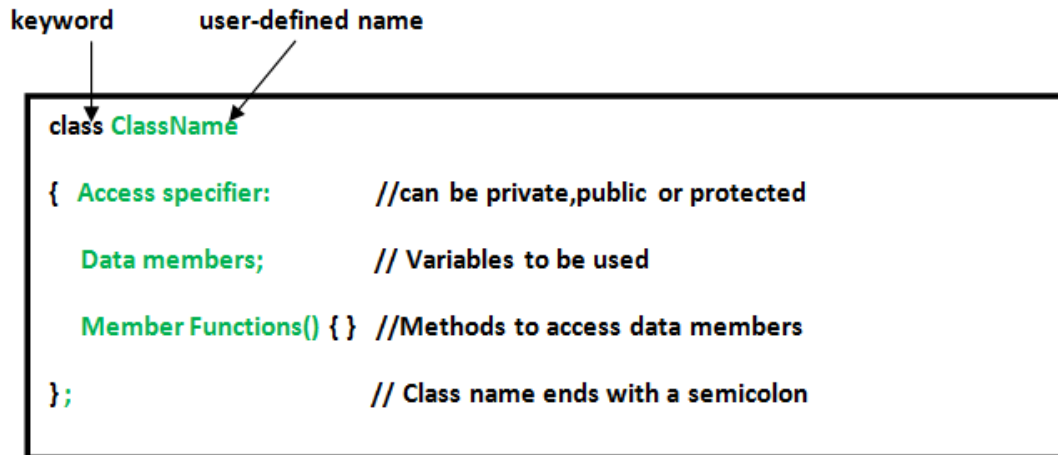 keyword user-defined name
class ClassName
{ Access specifier: //can be private,public or protected
Data members; // Variables to be used
Member Functions() { } //Methods to access data members
} ; // Class name ends with a semicolon